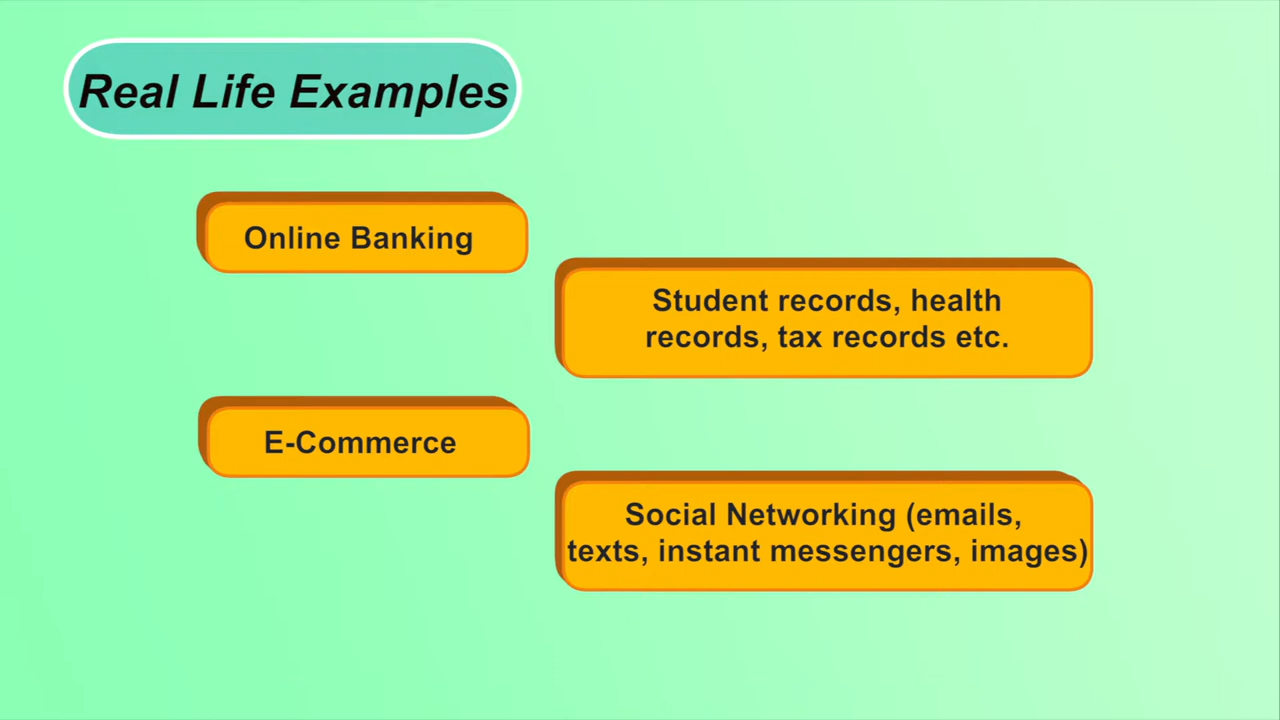 Real Life Examples
Online Banking
Student records, health
records, tax records etc.
E-Commerce
Social Networking (emails,
texts, instant messengers, images)